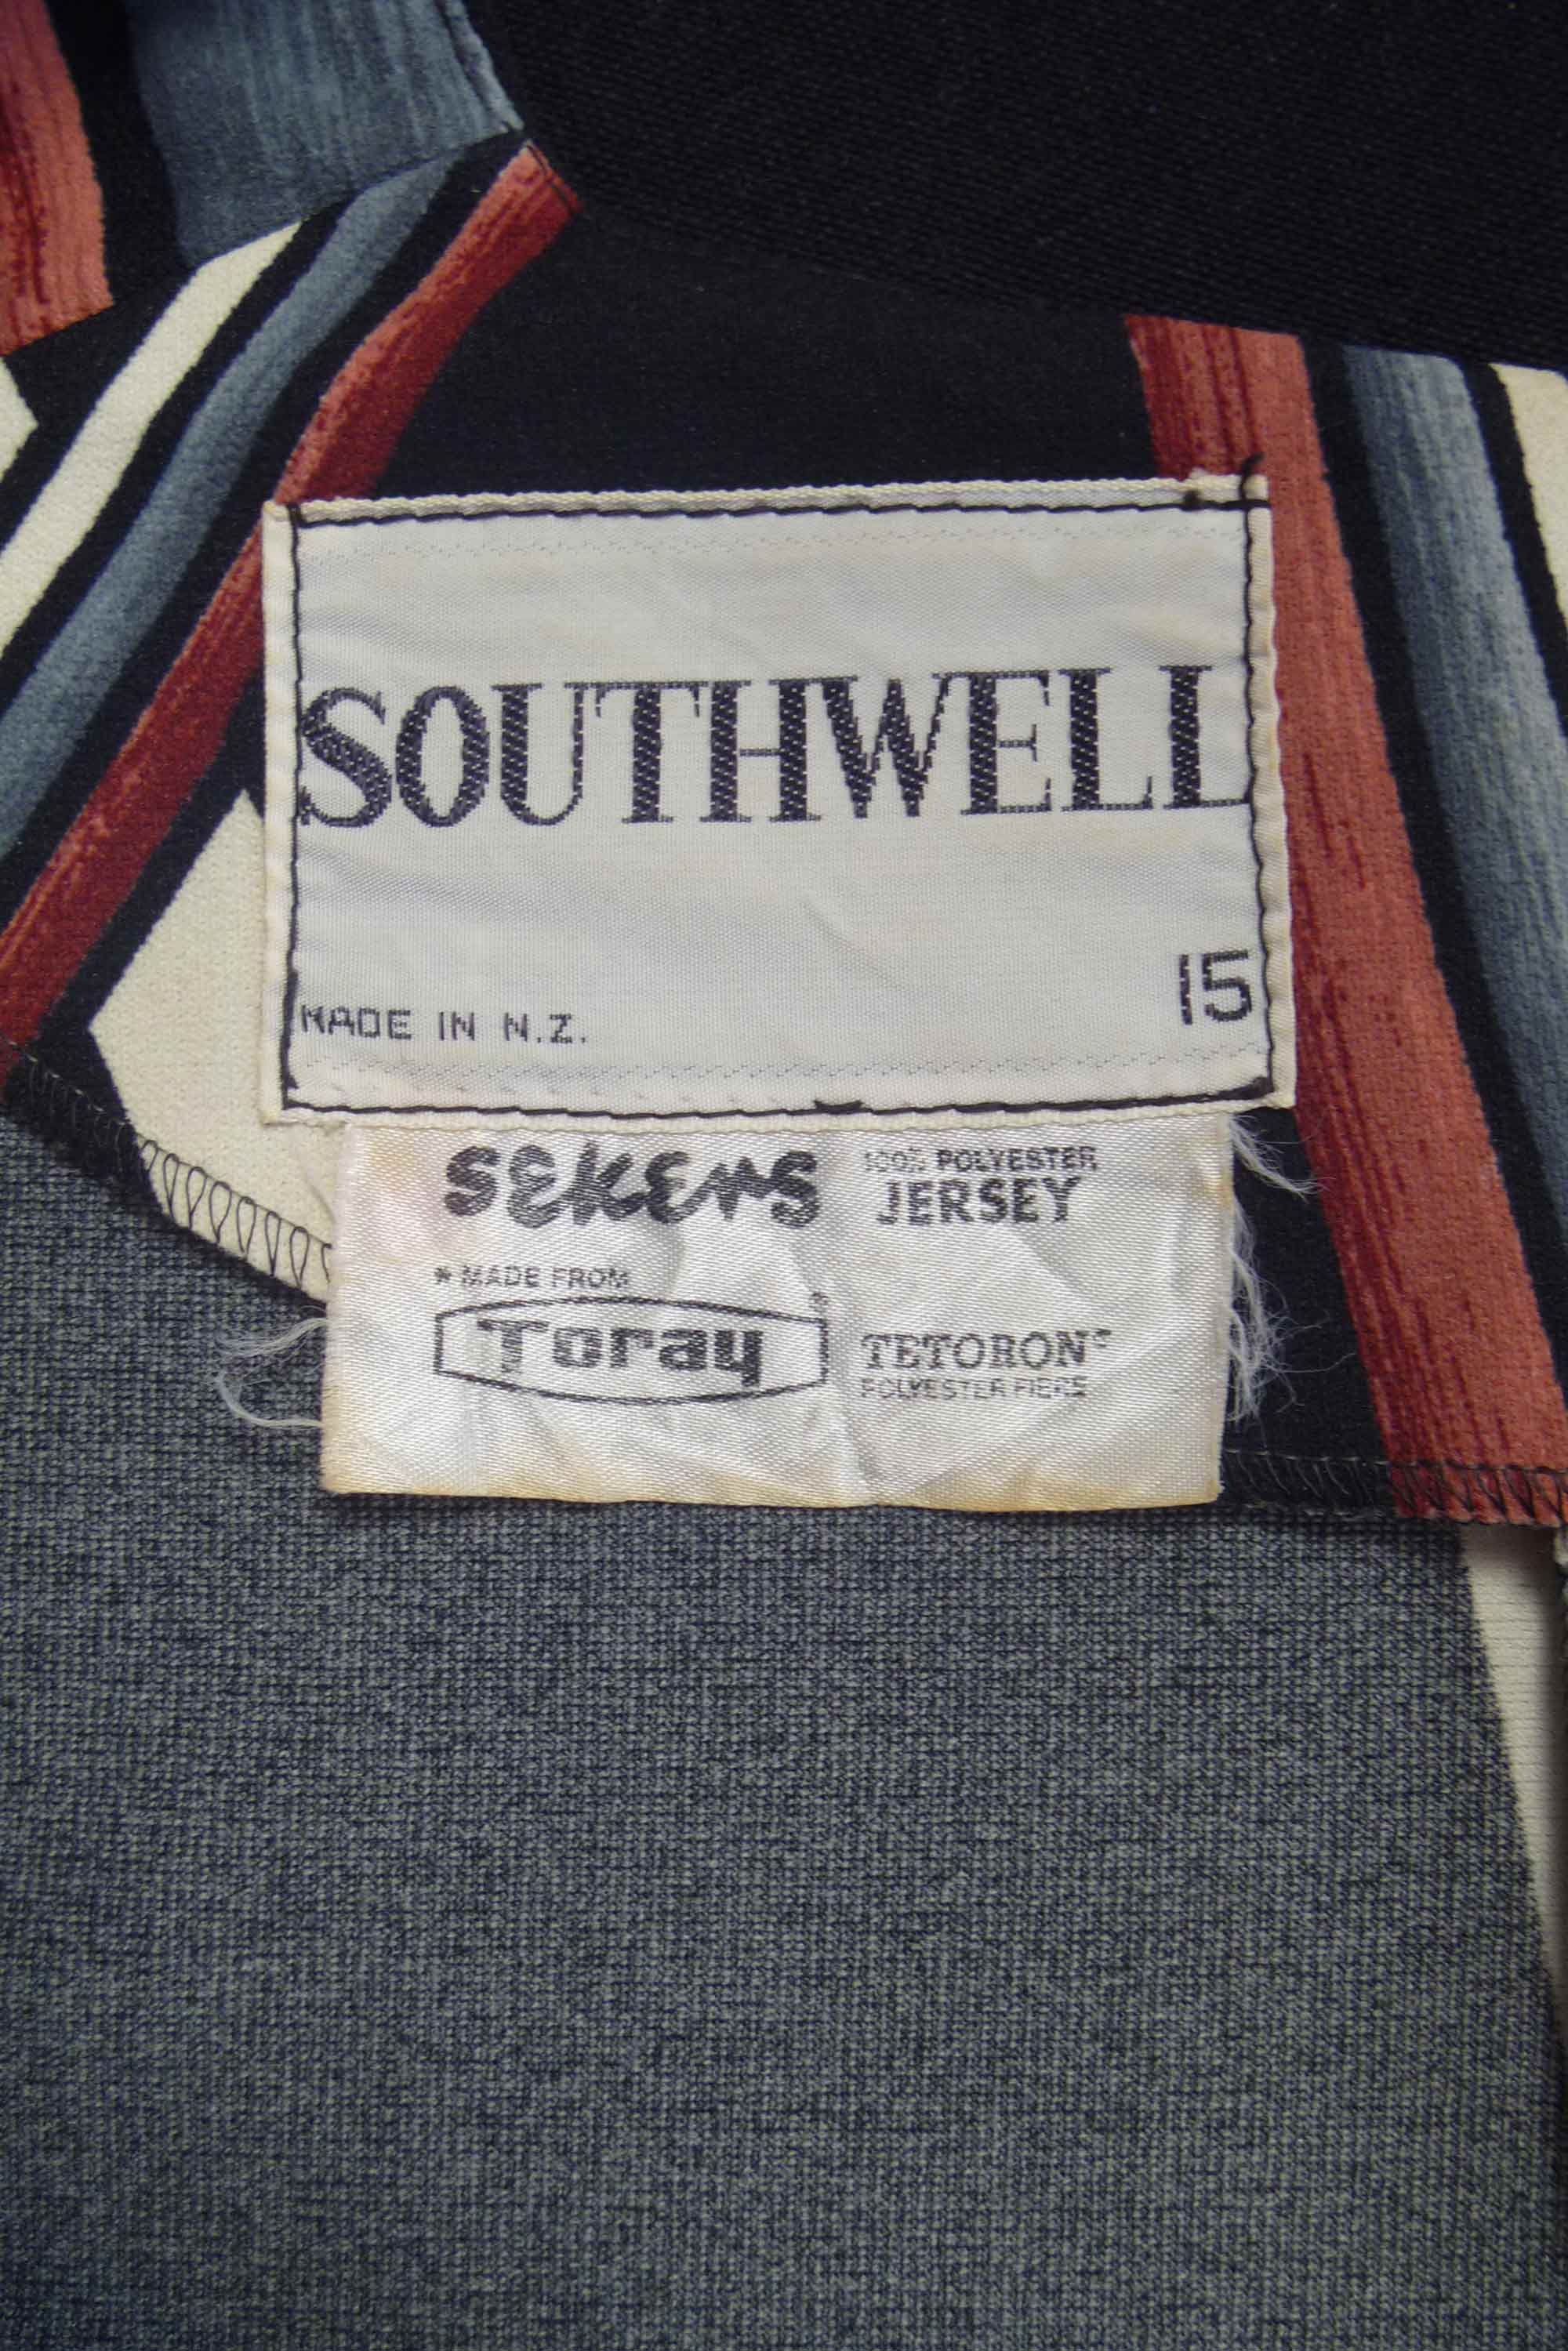 SOUTHWELL
15
MADE IN N.Z.
sekers
100% POLYESTER
JERSEY
* MADE FROM
Toray
TETORON
POLYESTER FIBRE